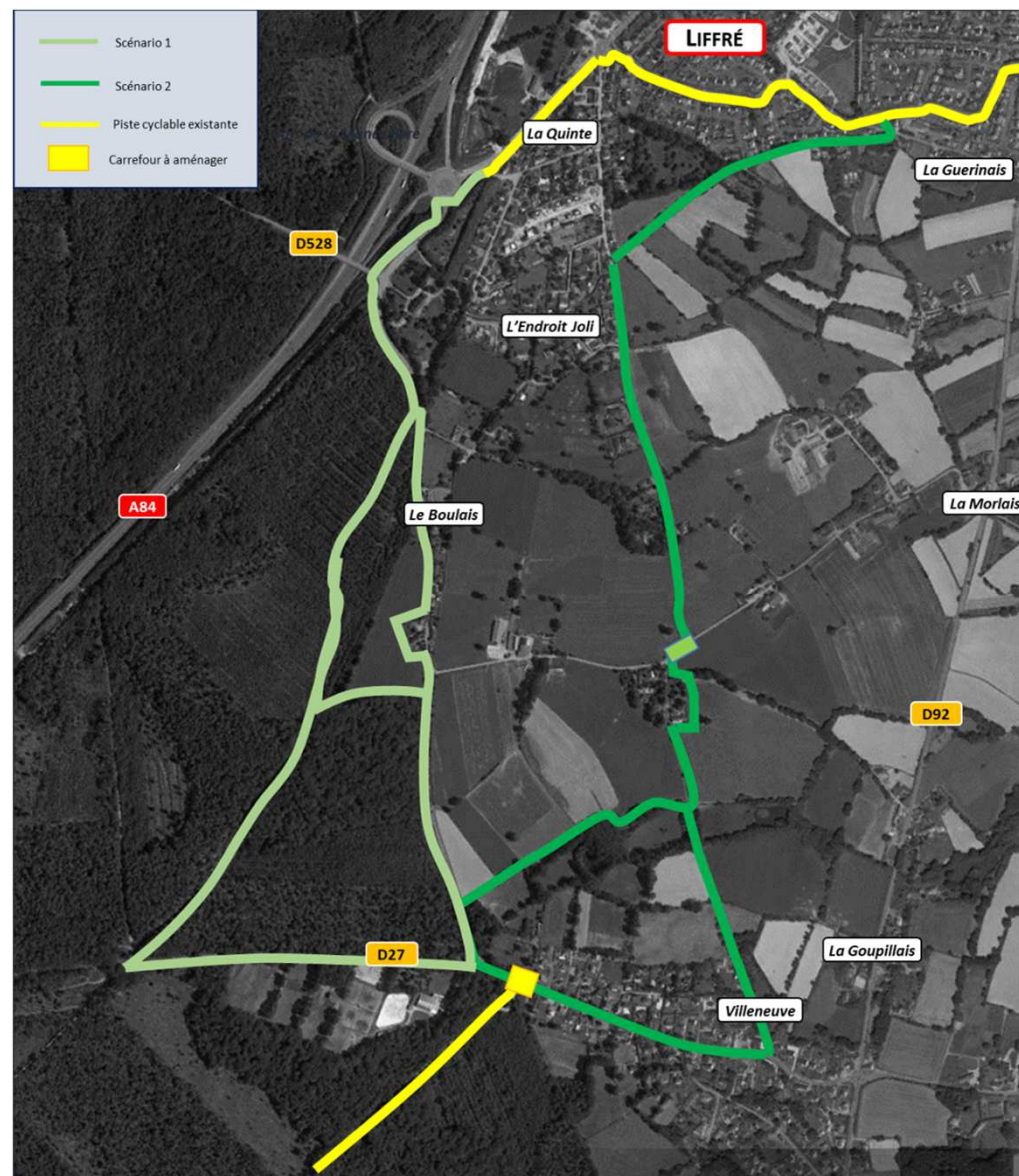 Scénario 1
Scénario 2
Piste cyclable existante
Carrefour à aménager
LIFFRÉ
La Quinte
La Guerinais
D528
L'Endroit Joli
A84
Le Boulais
La Morlais
D92
D27
La Goupillais
Villeneuve